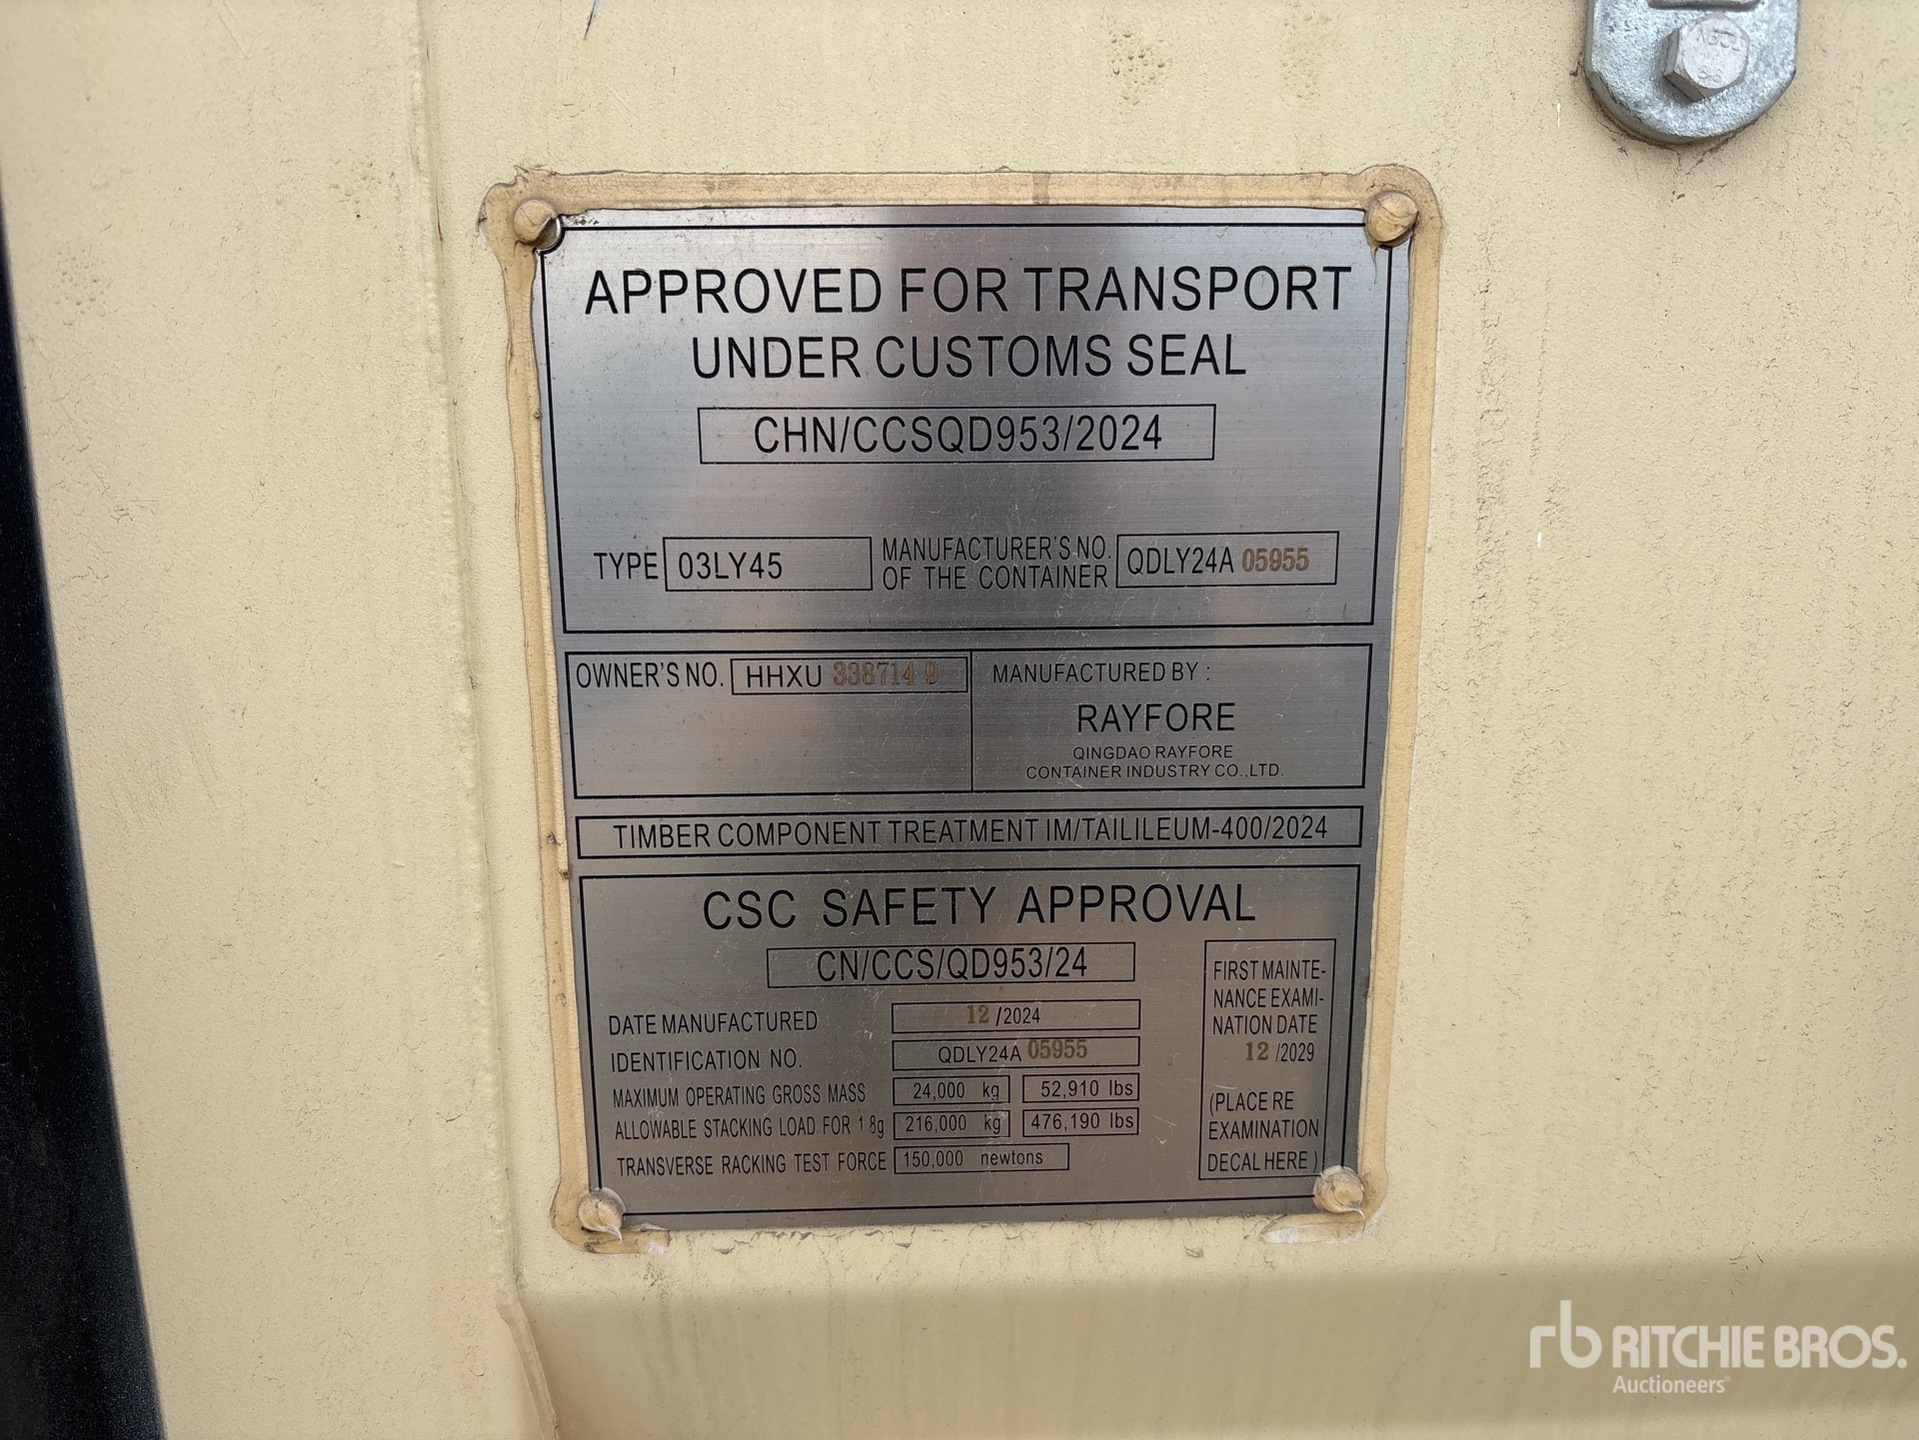 APPROVED FOR TRANSPORT
UNDER CUSTOMS SEAL
CHN/CCSQD953/2024
TYPE 03LY45 MANUFACTURER'S NO. OF THE CONTAINER QDLY24A 05955
OWNER'S NO. HHXU 338714 9
MANUFACTURED BY :
RAYFORE
QINGDAO RAYFORE
CONTAINER INDUSTRY CO.,LTD.
TIMBER COMPONENT TREATMENT IM/TAILILEUM-400/2024
CSC SAFETY APPROVAL
CN/CCS/QD953/24
DATE MANUFACTURED 12 /2024
IDENTIFICATION NO. QDLY24A 05955
MAXIMUM OPERATING GROSS MASS 24,000 kg 52,910 lbs
ALLOWABLE STACKING LOAD FOR 1 8g 216,000 kg 476,190 lbs
TRANSVERSE RACKING TEST FORCE 150,000 newtons
FIRST MAINTE-
NANCE EXAMI-
NATION DATE
12 /2029
(PLACE RE
EXAMINATION
DECAL HERE )
rb RITCHIE BROS.
Auctioneers